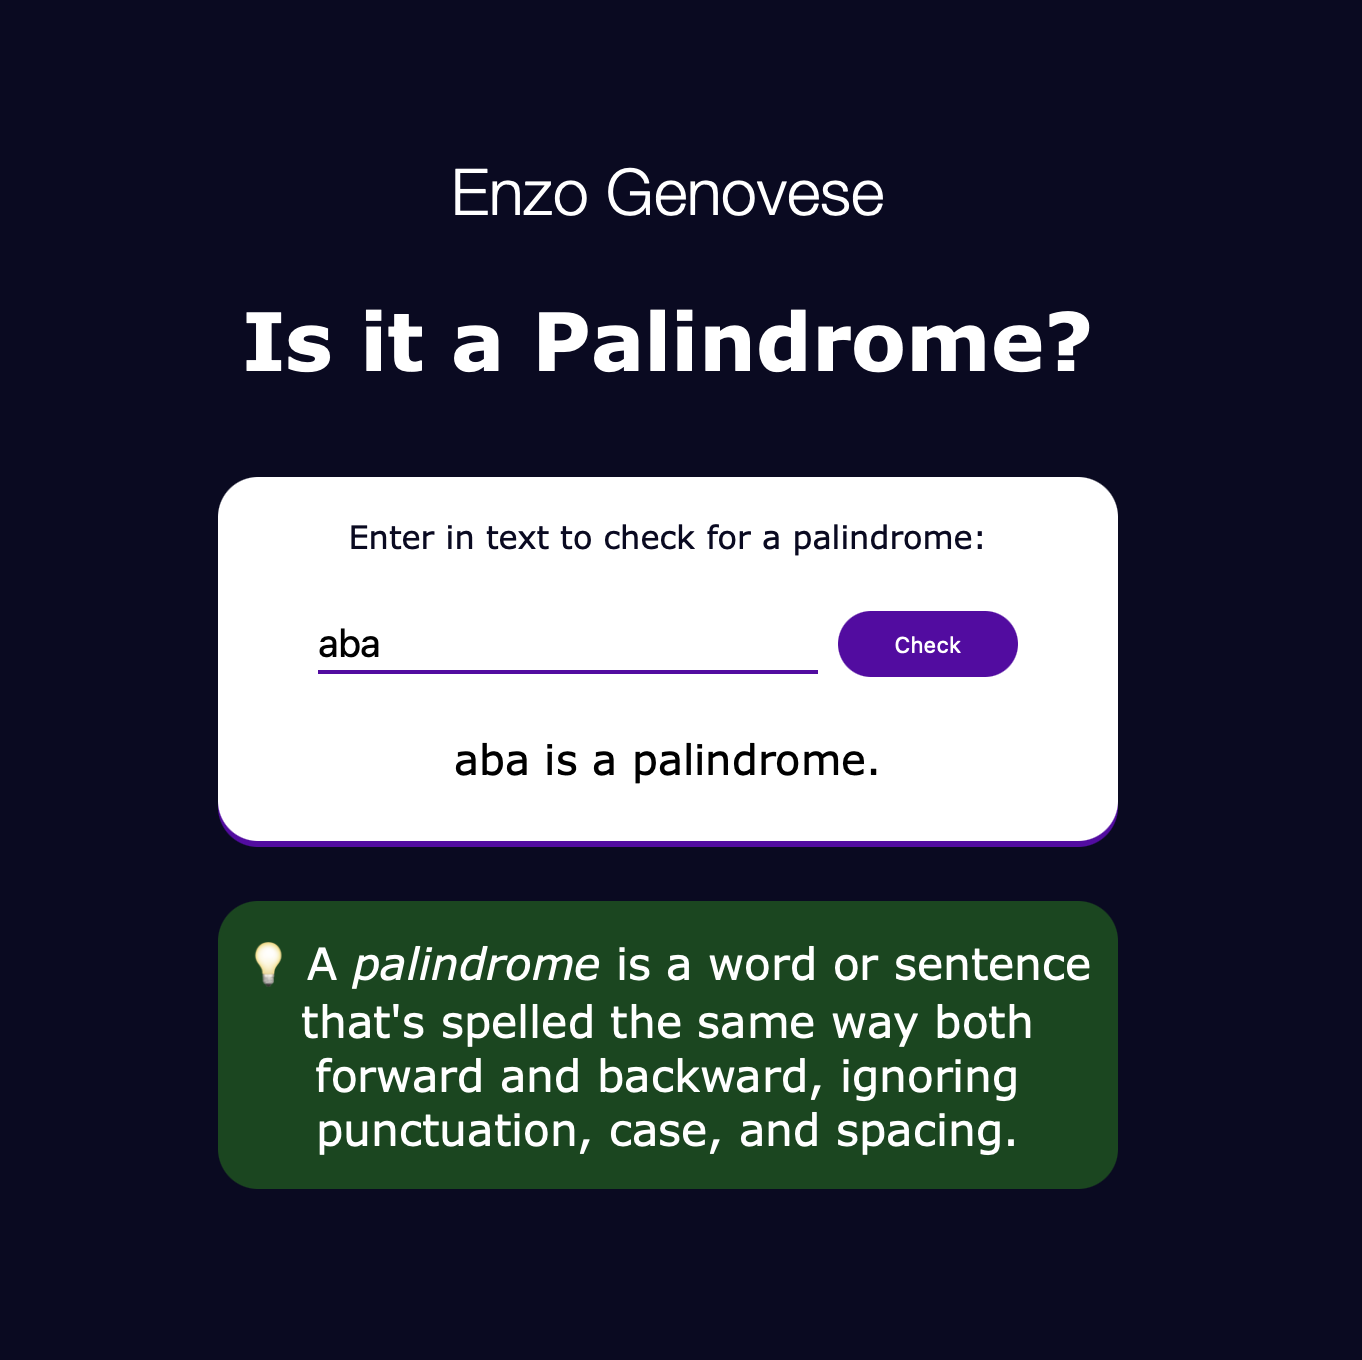 Enzo Genovese
Is it a Palindrome?
Enter in text to check for a palindrome:
aba
Check
aba is a palindrome.
💡 A palindrome is a word or sentence
that's spelled the same way both
forward and backward, ignoring
punctuation, case, and spacing.